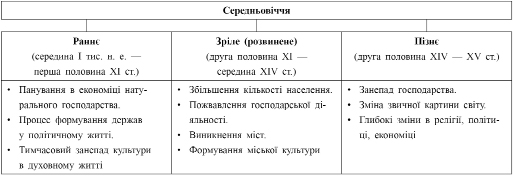 Середньовіччя
Раннє
(середина I тис. н. е. —
перша половина XI ст.)
• Панування в економіці нату-
рального господарства.
• Процес формування держав
у політичному житті.
• Тимчасовий занепад культури
в духовному житті
Зріле (розвинене)
(друга половина XI —
середина XIV ст.)
• Збільшення кількості населення.
• Пожвавлення господарської ді-
яльності.
• Виникнення міст.
• Формування міської культури
Пізнє
(друга половина XIV — XV ст.)
• Занепад господарства.
• Зміна звичної картини світу.
• Глибокі зміни в релігії, політи-
ці, економіці